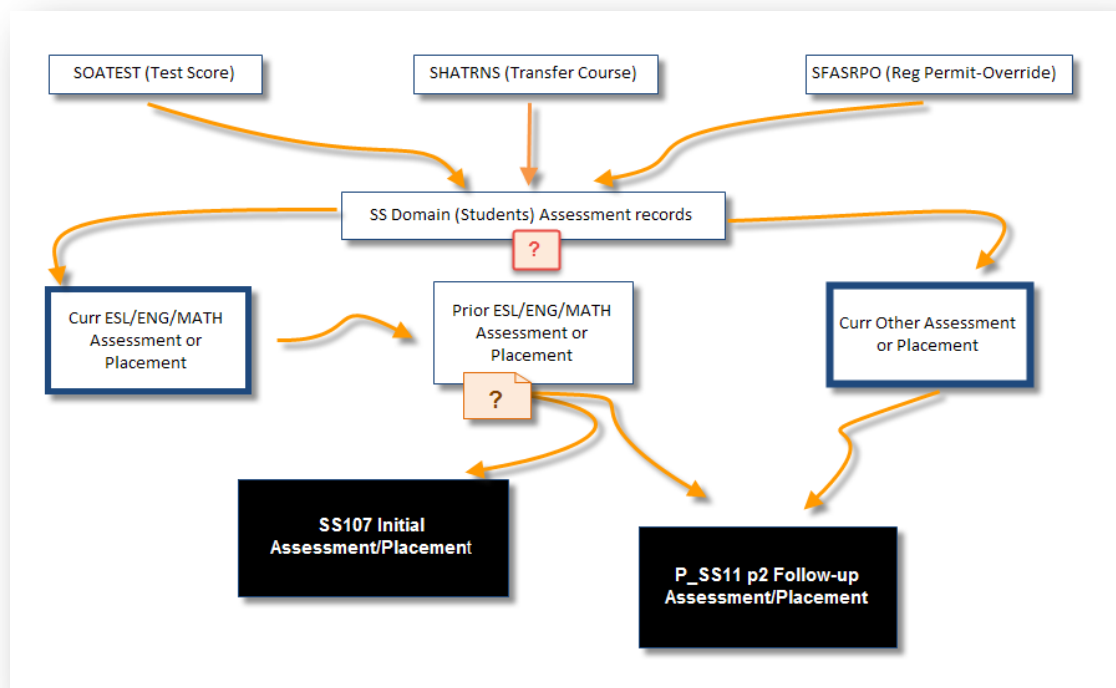 SOATEST (Test Score)
SHATRNS (Transfer Course)
SFASRPO (Reg Permit-Override)
SS Domain (Students) Assessment records
?
Curr ESL/ENG/MATH
Assessment or
Placement
Prior ESL/ENG/MATH
Assessment or
Placement
?
Curr Other Assessment
or Placement
SS107 Initial
Assessment/Placement
P_SS11 p2 Follow-up
Assessment/Placement